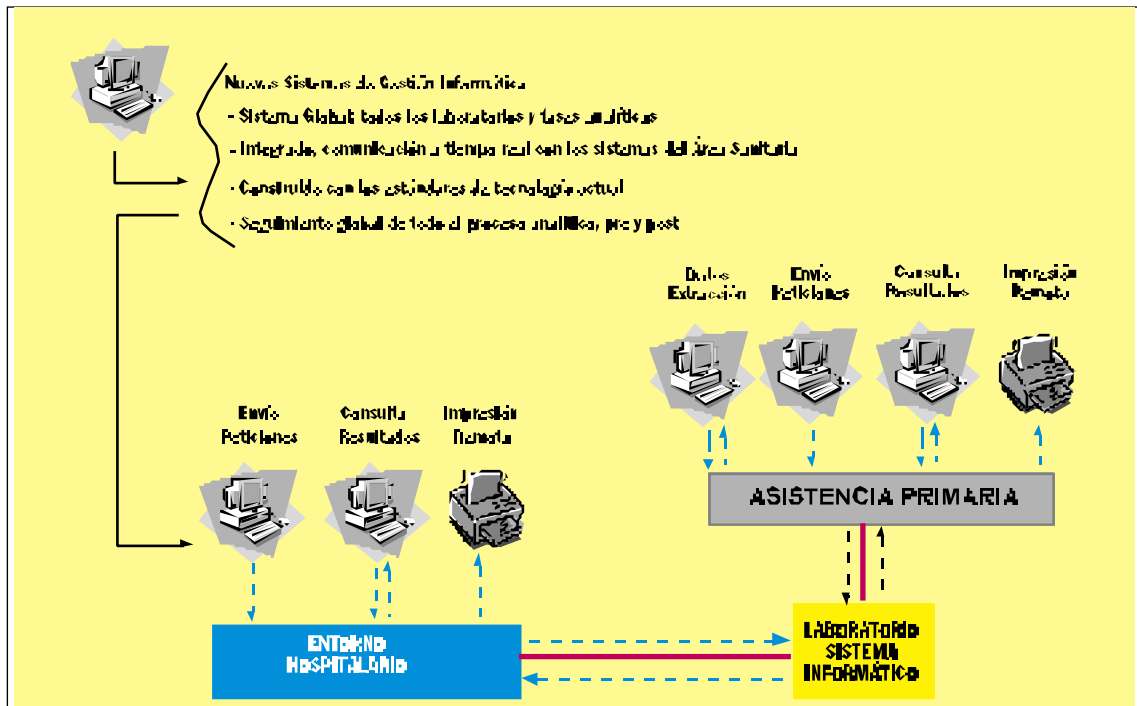 Nuevos Sistemas de Gestión Informática
- Sistema Global: todos los laboratorios y fases analíticas
- Integrado, comunicación a tiempo real con los sistemas del Área Sanitaria
- Construido con los estándares de tecnología actual
- Seguimiento global de todo el proceso analítico, pre y post
Datos
Extracción
Envío
Peticiones
Consulta
Resultados
Impresión
Remota
Envío
Peticiones
Consulta
Resultados
Impresión
Remota
ASISTENCIA PRIMARIA
ENTORNO
HOSPITALARIO
LABORATORIO
SISTEMA
INFORMÁTICO